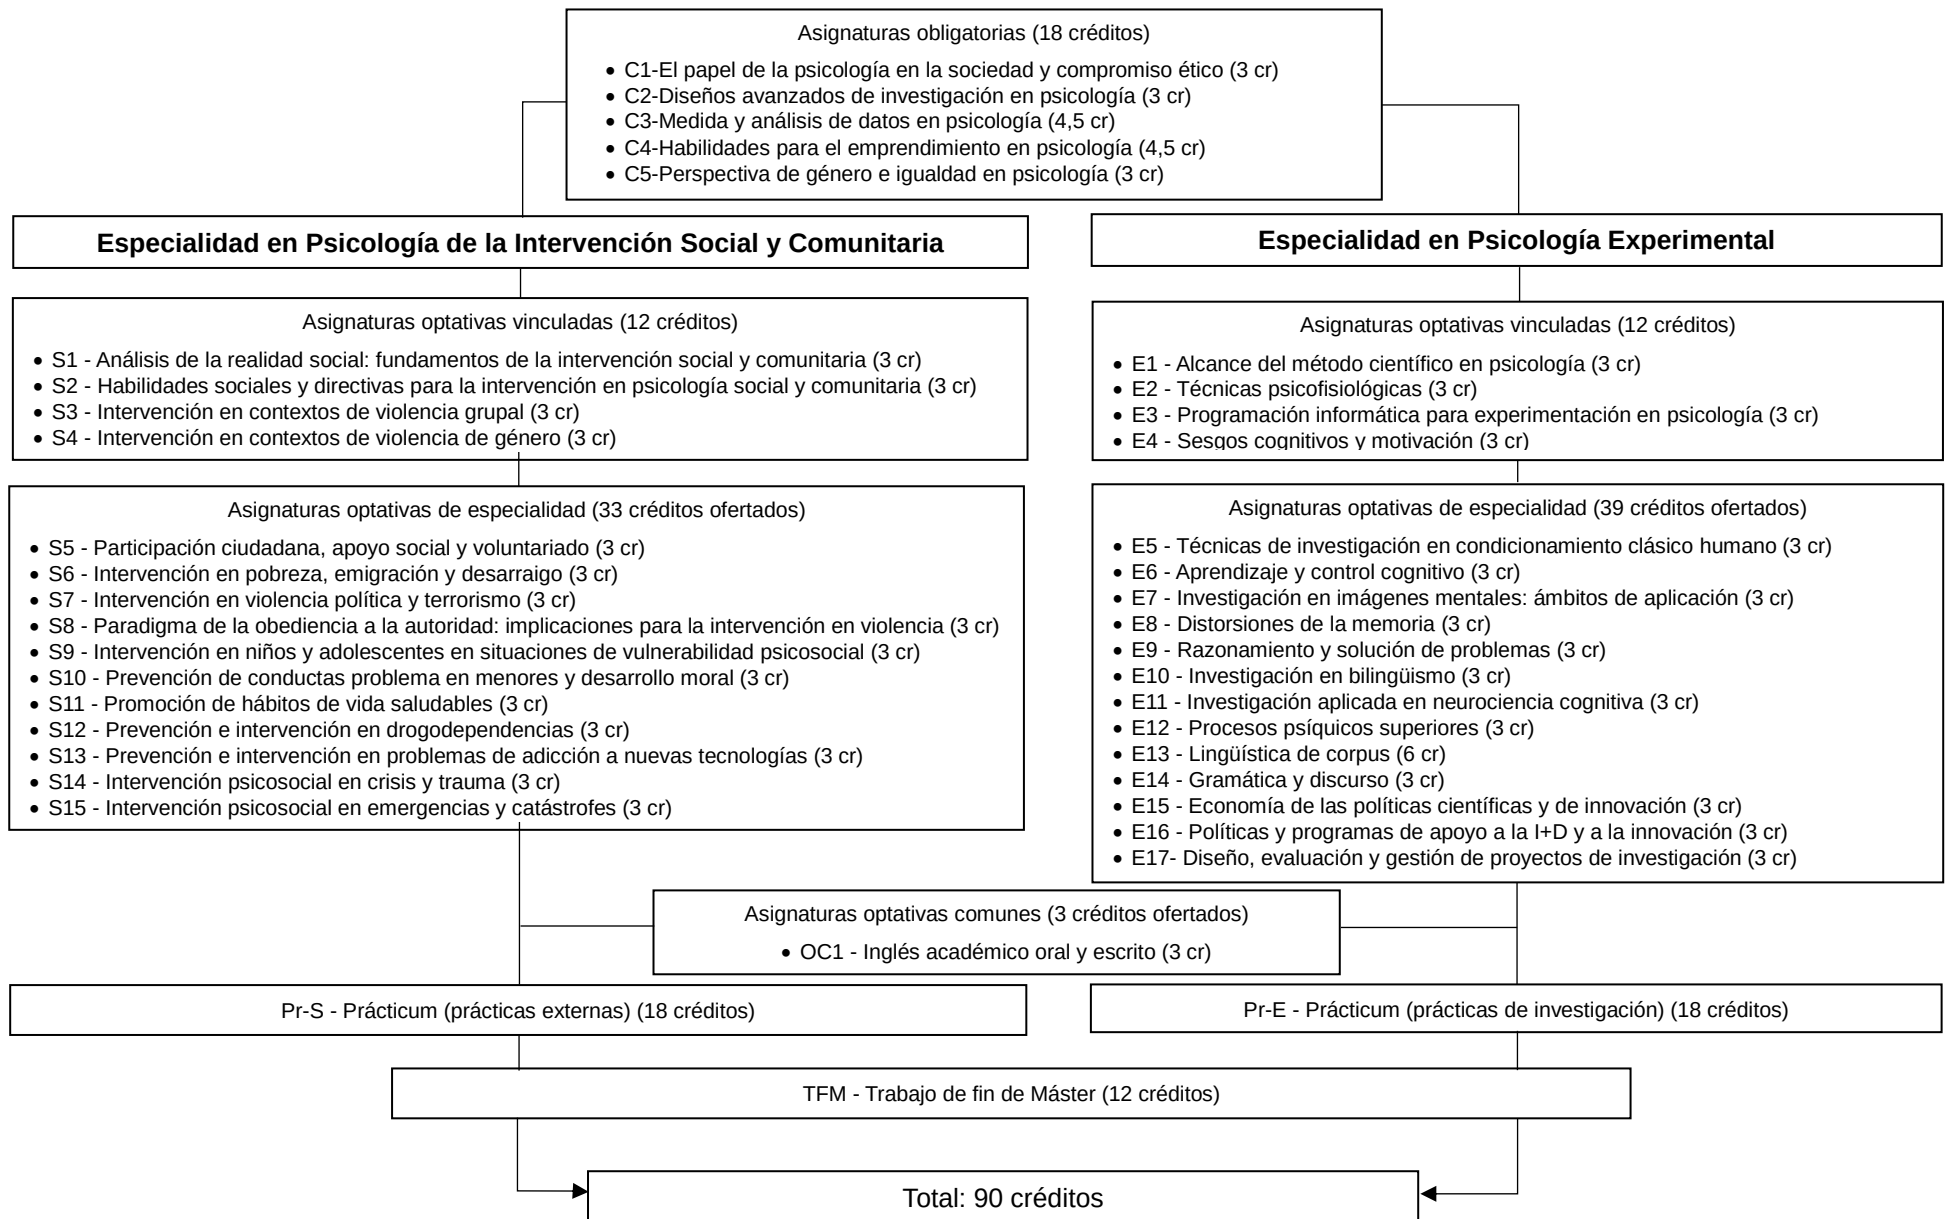 Asignaturas obligatorias (18 créditos)
• C1-El papel de la psicología en la sociedad y compromiso ético (3 cr)
• C2-Diseños avanzados de investigación en psicología (3 cr)
• C3-Medida y análisis de datos en psicología (4,5 cr)
• C4-Habilidades para el emprendimiento en psicología (4,5 cr)
• C5-Perspectiva de género e igualdad en psicología (3 cr)
Especialidad en Psicología de la Intervención Social y Comunitaria
Asignaturas optativas vinculadas (12 créditos)
• S1 - Análisis de la realidad social: fundamentos de la intervención social y comunitaria (3 cr)
• S2 - Habilidades sociales y directivas para la intervención en psicología social y comunitaria (3 cr)
• S3 - Intervención en contextos de violencia grupal (3 cr)
• S4 - Intervención en contextos de violencia de género (3 cr)
Asignaturas optativas de especialidad (33 créditos ofertados)
• S5 - Participación ciudadana, apoyo social y voluntariado (3 cr)
• S6 - Intervención en pobreza, emigración y desarraigo (3 cr)
• S7 - Intervención en violencia política y terrorismo (3 cr)
• S8 - Paradigma de la obediencia a la autoridad: implicaciones para la intervención en violencia (3 cr)
• S9 - Intervención en niños y adolescentes en situaciones de vulnerabilidad psicosocial (3 cr)
• S10 - Prevención de conductas problema en menores y desarrollo moral (3 cr)
• S11 - Promoción de hábitos de vida saludables (3 cr)
• S12 - Prevención e intervención en drogodependencias (3 cr)
• S13 - Prevención e intervención en problemas de adicción a nuevas tecnologías (3 cr)
• S14 - Intervención psicosocial en crisis y trauma (3 cr)
• S15 - Intervención psicosocial en emergencias y catástrofes (3 cr)
Especialidad en Psicología Experimental
Asignaturas optativas vinculadas (12 créditos)
• E1 - Alcance del método científico en psicología (3 cr)
• E2 - Técnicas psicofisiológicas (3 cr)
• E3 - Programación informática para experimentación en psicología (3 cr)
• E4 - Sesgos cognitivos y motivación (3 cr)
Asignaturas optativas de especialidad (39 créditos ofertados)
• E5 - Técnicas de investigación en condicionamiento clásico humano (3 cr)
• E6 - Aprendizaje y control cognitivo (3 cr)
• E7 - Investigación en imágenes mentales: ámbitos de aplicación (3 cr)
• E8 - Distorsiones de la memoria (3 cr)
• E9 - Razonamiento y solución de problemas (3 cr)
• E10 - Investigación en bilingüismo (3 cr)
• E11 - Investigación aplicada en neurociencia cognitiva (3 cr)
• E12 - Procesos psíquicos superiores (3 cr)
• E13 - Lingüística de corpus (6 cr)
• E14 - Gramática y discurso (3 cr)
• E15 - Economía de las políticas científicas y de innovación (3 cr)
• E16 - Políticas y programas de apoyo a la I+D y a la innovación (3 cr)
• E17- Diseño, evaluación y gestión de proyectos de investigación (3 cr)
Asignaturas optativas comunes (3 créditos ofertados)
• OC1 - Inglés académico oral y escrito (3 cr)
Pr-S - Prácticum (prácticas externas) (18 créditos)
Pr-E - Prácticum (prácticas de investigación) (18 créditos)
TFM - Trabajo de fin de Máster (12 créditos)
Total: 90 créditos